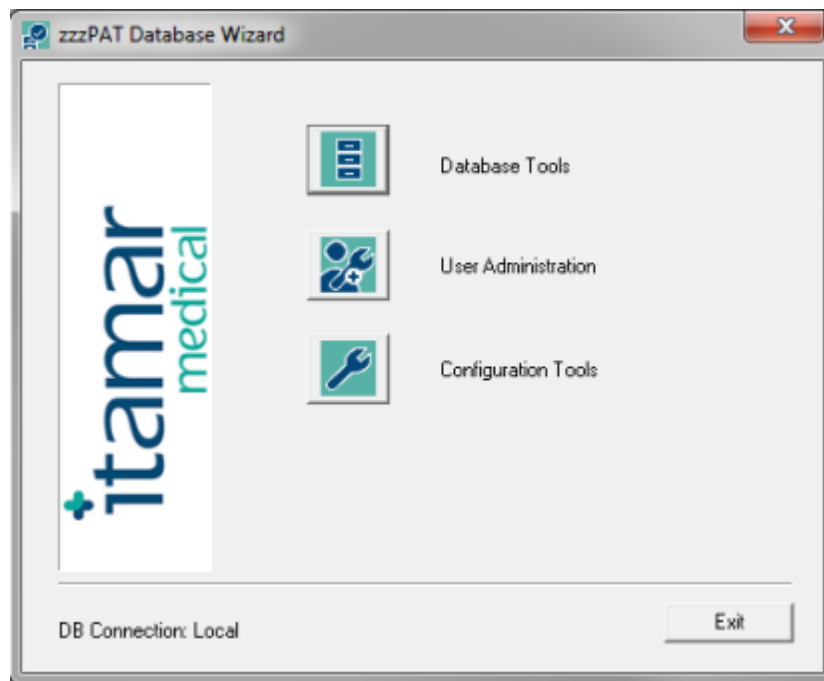 zzzPAT Database Wizard
itamar
medical
Database Tools
User Administration
Configuration Tools
DB Connection: Local
Exit